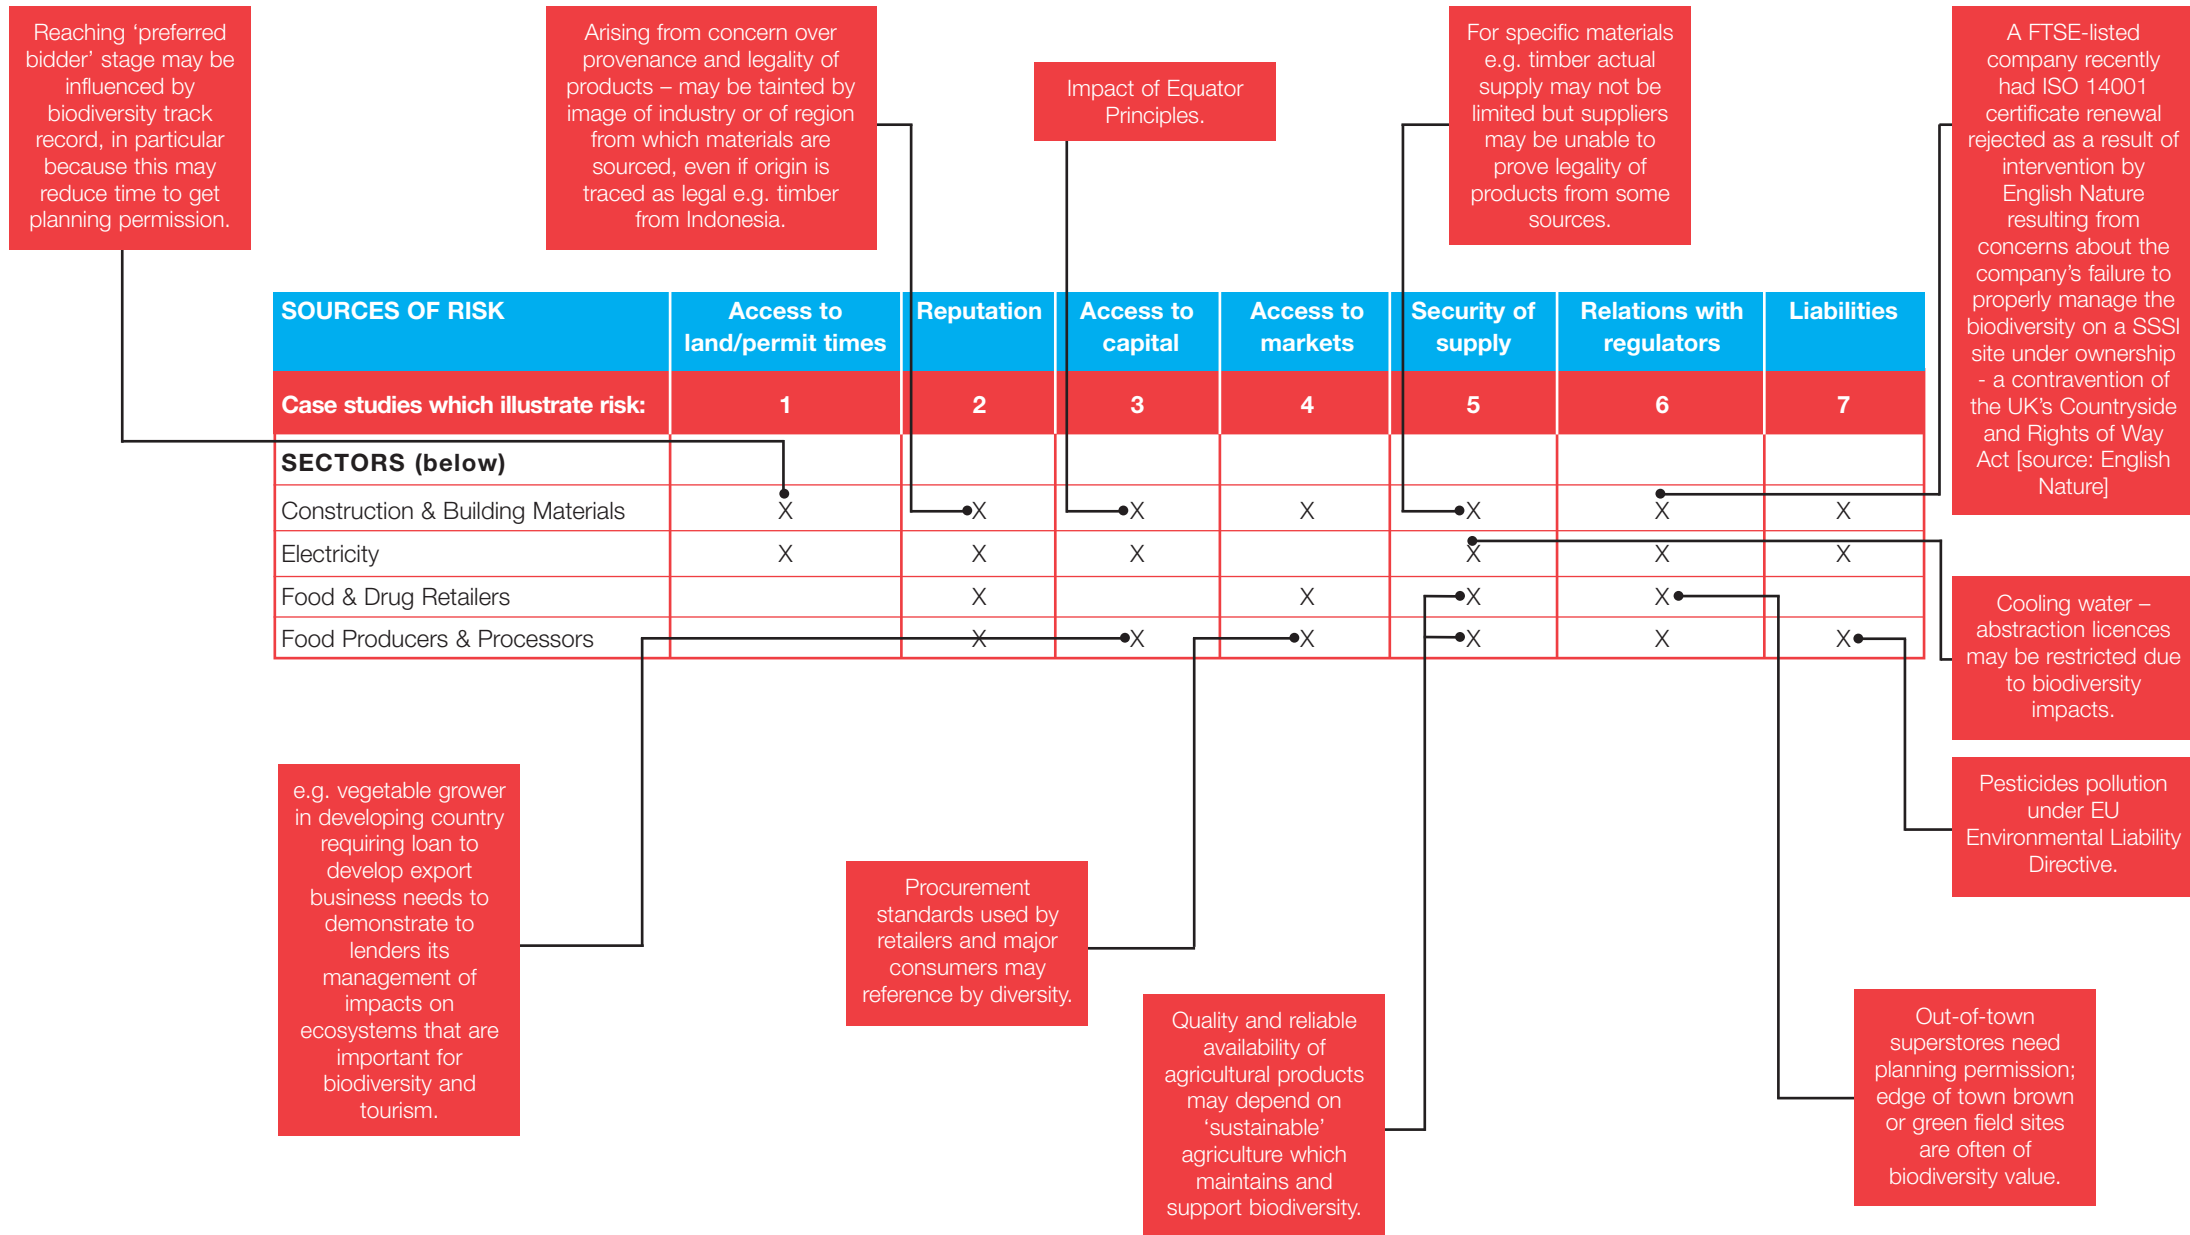 Reaching ‘preferred
bidder’ stage may be
influenced by
biodiversity track
record, in particular
because this may
reduce time to get
planning permission.
Arising from concern over
provenance and legality of
products – may be tainted by
image of industry or of region
from which materials are
sourced, even if origin is
traced as legal e.g. timber
from Indonesia.
Impact of Equator
Principles.
For specific materials
e.g. timber actual
supply may not be
limited but suppliers
may be unable to
prove legality of
products from some
sources.
A FTSE-listed
company recently
had ISO 14001
certificate renewal
rejected as a result of
intervention by
English Nature
resulting from
concerns about the
company’s failure to
properly manage the
biodiversity on a SSSI
site under ownership
- a contravention of
the UK’s Countryside
and Rights of Way
Act [source: English
Nature]
SOURCES OF RISK
Access to
land/permit times
Reputation
Access to
capital
Access to
markets
Security of
supply
Relations with
regulators
Liabilities
Case studies which illustrate risk: 1 2 3 4 5 6 7
SECTORS (below)
Construction & Building Materials X X X X X X X
Electricity X X X X X X
Food & Drug Retailers X X X X
Food Producers & Processors X X X X X X
Cooling water –
abstraction licences
may be restricted due
to biodiversity
impacts.
Pesticides pollution
under EU
Environmental Liability
Directive.
e.g. vegetable grower
in developing country
requiring loan to
develop export
business needs to
demonstrate to
lenders its
management of
impacts on
ecosystems that are
important for
biodiversity and
tourism.
Procurement
standards used by
retailers and major
consumers may
reference by diversity.
Quality and reliable
availability of
agricultural products
may depend on
‘sustainable’
agriculture which
maintains and
support biodiversity.
Out-of-town
superstores need
planning permission;
edge of town brown
or green field sites
are often of
biodiversity value.